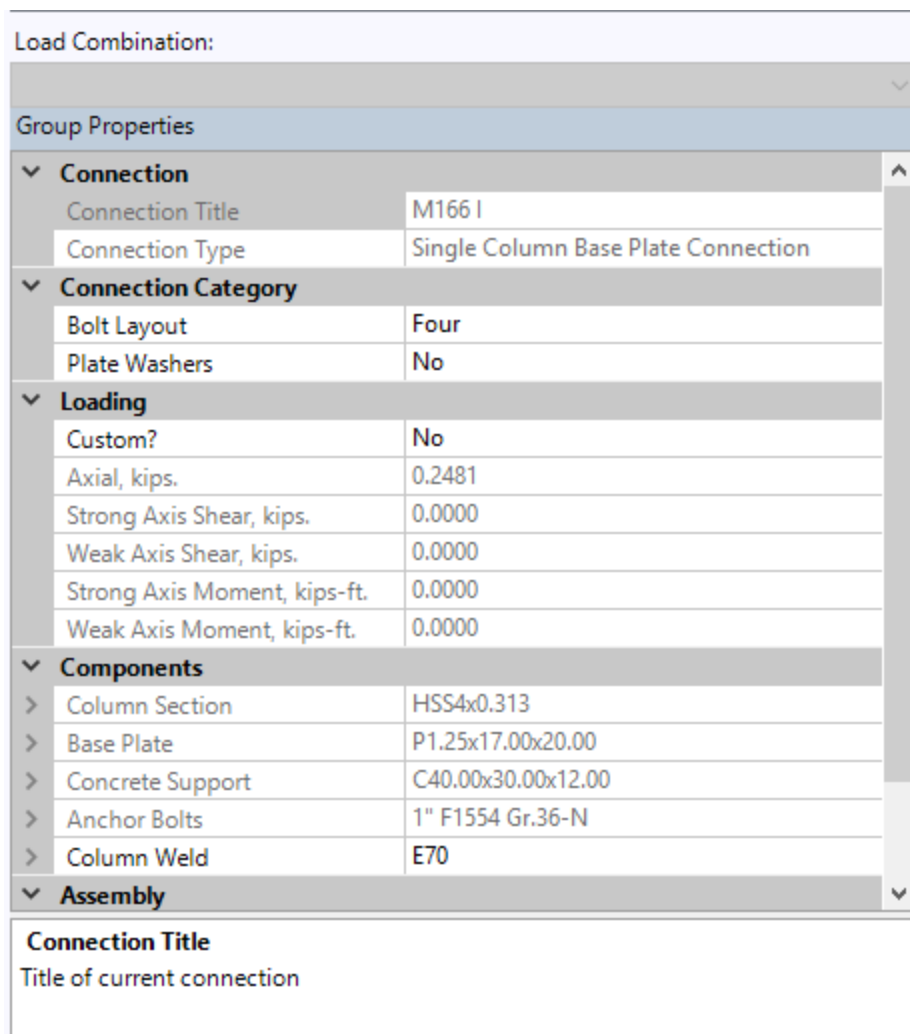 Load Combination:
Group Properties
Connection
Connection Title M166 I
Connection Type Single Column Base Plate Connection
Connection Category
Bolt Layout Four
Plate Washers No
Loading
Custom? No
Axial, kips. 0.2481
Strong Axis Shear, kips. 0.0000
Weak Axis Shear, kips. 0.0000
Strong Axis Moment, kips-ft. 0.0000
Weak Axis Moment, kips-ft. 0.0000
Components
Column Section HSS4x0.313
Base Plate P1.25x17.00x20.00
Concrete Support C40.00x30.00x12.00
Anchor Bolts 1" F1554 Gr.36-N
Column Weld E70
Assembly
Connection Title
Title of current connection